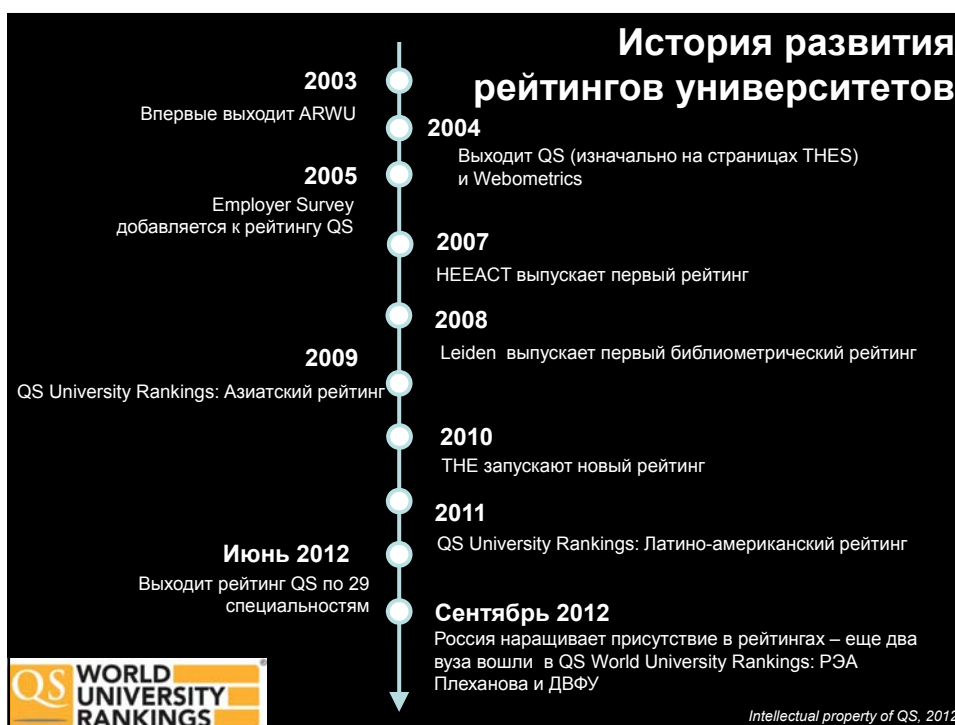 История развития
рейтингов университетов
2003
Впервые выходит ARWU
2004
Выходит QS (изначально на страницах THES)
и Webometrics
2005
Employer Survey
добавляется к рейтингу QS
2007
HEEACT выпускает первый рейтинг
2008
Leiden выпускает первый библиометрический рейтинг
2009
QS University Rankings: Азиатский рейтинг
2010
THE запускают новый рейтинг
2011
QS University Rankings: Латино-американский рейтинг
Июнь 2012
Выходит рейтинг QS по 29
специальностям
Сентябрь 2012
Россия наращивает присутствие в рейтингах – еще два
вуза вошли в QS World University Rankings: РЭА
Плеханова и ДВФУ
QS WORLD
UNIVERSITY
RANKINGS
®
Intellectual property of QS, 2012